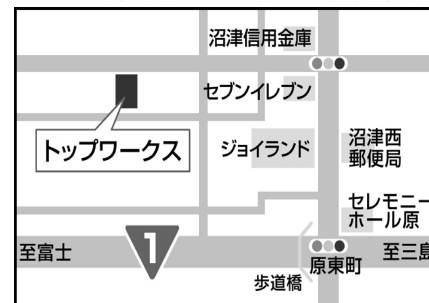 沼津信用金庫
セブンイレブン
トップワークス
ジョイランド
沼津西
郵便局
セレモニー
ホール原
至富士
1
原東町
至三島
歩道橋